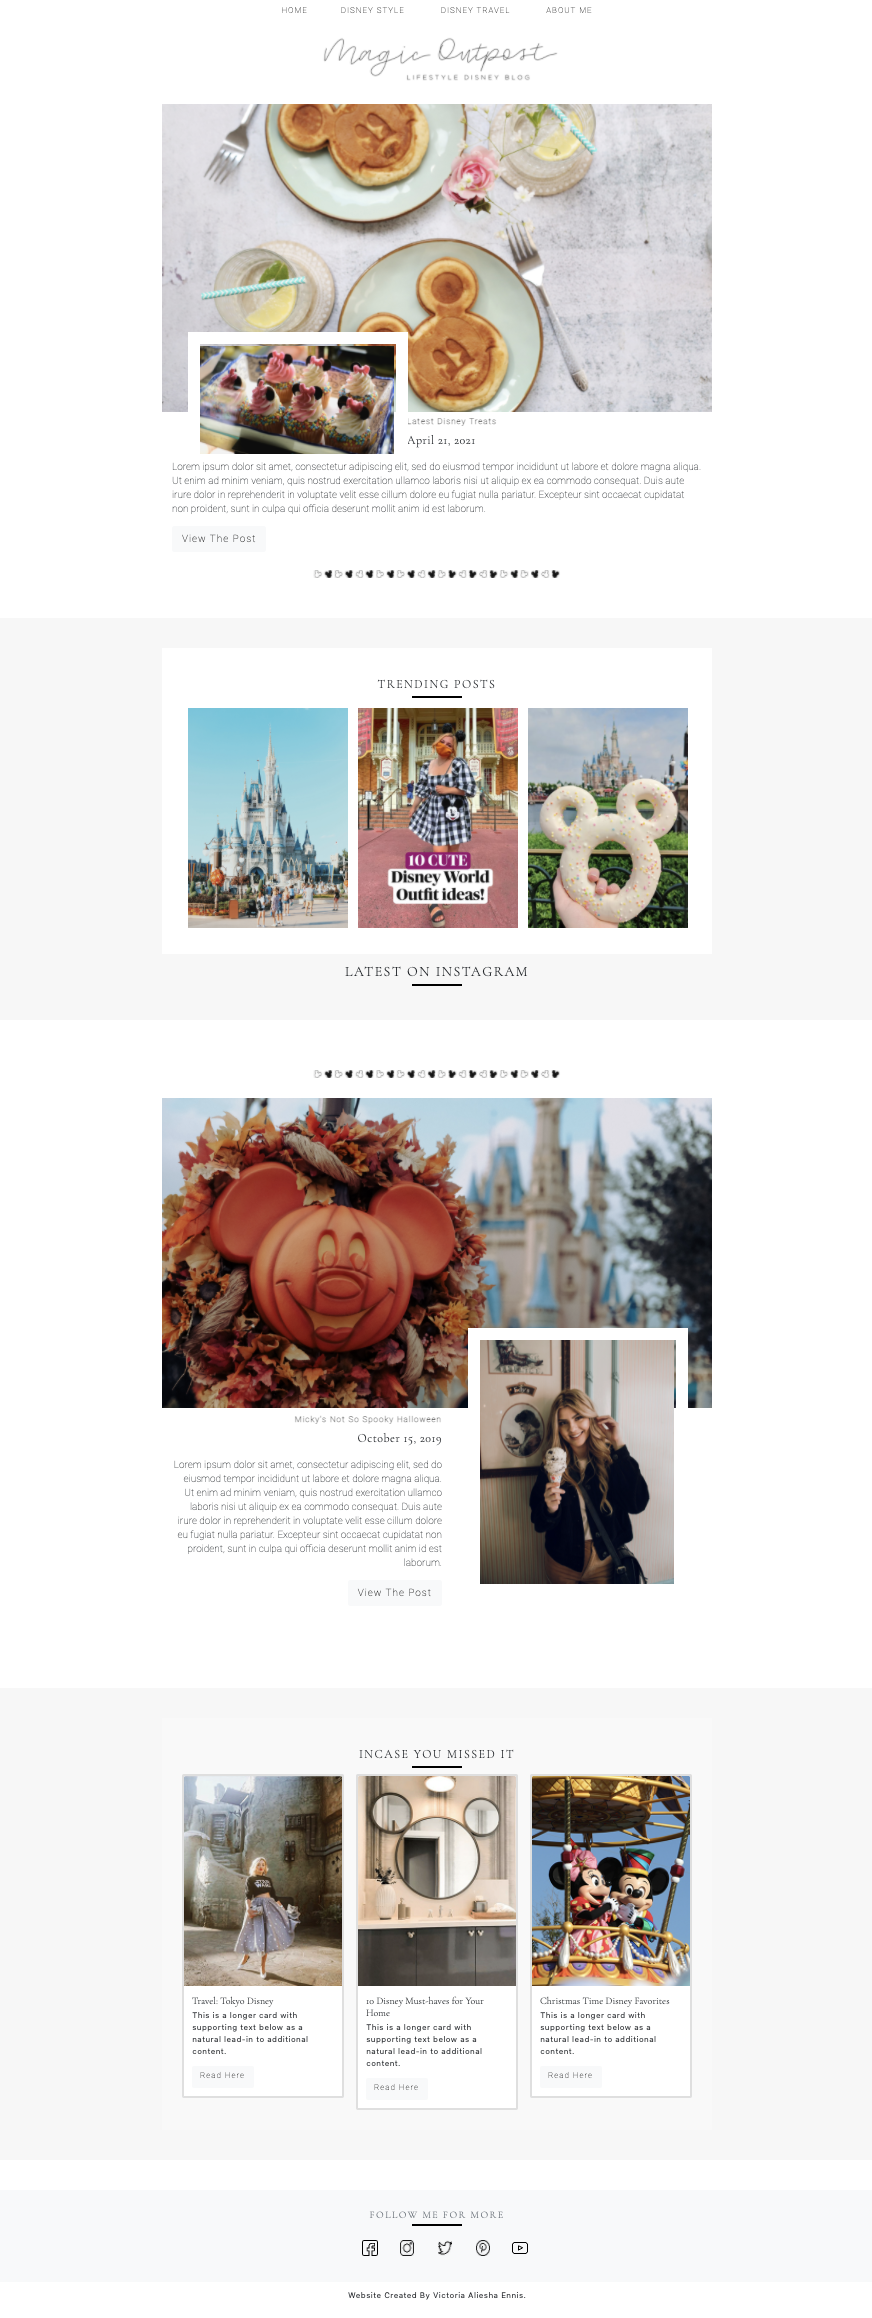 HOME DISNEY STYLE DISNEY TRAVEL ABOUT ME
Magic Outpost
LIFESTYLE DISNEY BLOG
Latest Disney Treats
April 21, 2021
Lorem ipsum dolor sit amet, consectetur adipiscing elit, sed do eiusmod tempor incididunt ut labore et dolore magna aliqua.
Ut enim ad minim veniam, quis nostrud exercitation ullamco laboris nisi ut aliquip ex ea commodo consequat. Duis aute
irure dolor in reprehenderit in voluptate velit esse cillum dolore eu fugiat nulla pariatur. Excepteur sint occaecat cupidatat
non proident, sunt in culpa qui officia deserunt mollit anim id est laborum.
View The Post
TRENDING POSTS
10 CUTE
Disney World
Outfit ideas!
LATEST ON INSTAGRAM
Micky's Not So Spooky Halloween
October 15, 2019
Lorem ipsum dolor sit amet, consectetur adipiscing elit, sed do
eiusmod tempor incididunt ut labore et dolore magna aliqua.
Ut enim ad minim veniam, quis nostrud exercitation ullamco
laboris nisi ut aliquip ex ea commodo consequat. Duis aute
irure dolor in reprehenderit in voluptate velit esse cillum dolore
eu fugiat nulla pariatur. Excepteur sint occaecat cupidatat non
proident, sunt in culpa qui officia deserunt mollit anim id est
laborum.
View The Post
INCASE YOU MISSED IT
Travel: Tokyo Disney
This is a longer card with
supporting text below as a
natural lead-in to additional
content.
Read Here
10 Disney Must-haves for Your
Home
This is a longer card with
supporting text below as a
natural lead-in to additional
content.
Read Here
Christmas Time Disney Favorites
This is a longer card with
supporting text below as a
natural lead-in to additional
content.
Read Here
FOLLOW ME FOR MORE
Website Created By Victoria Aliesha Ennis.